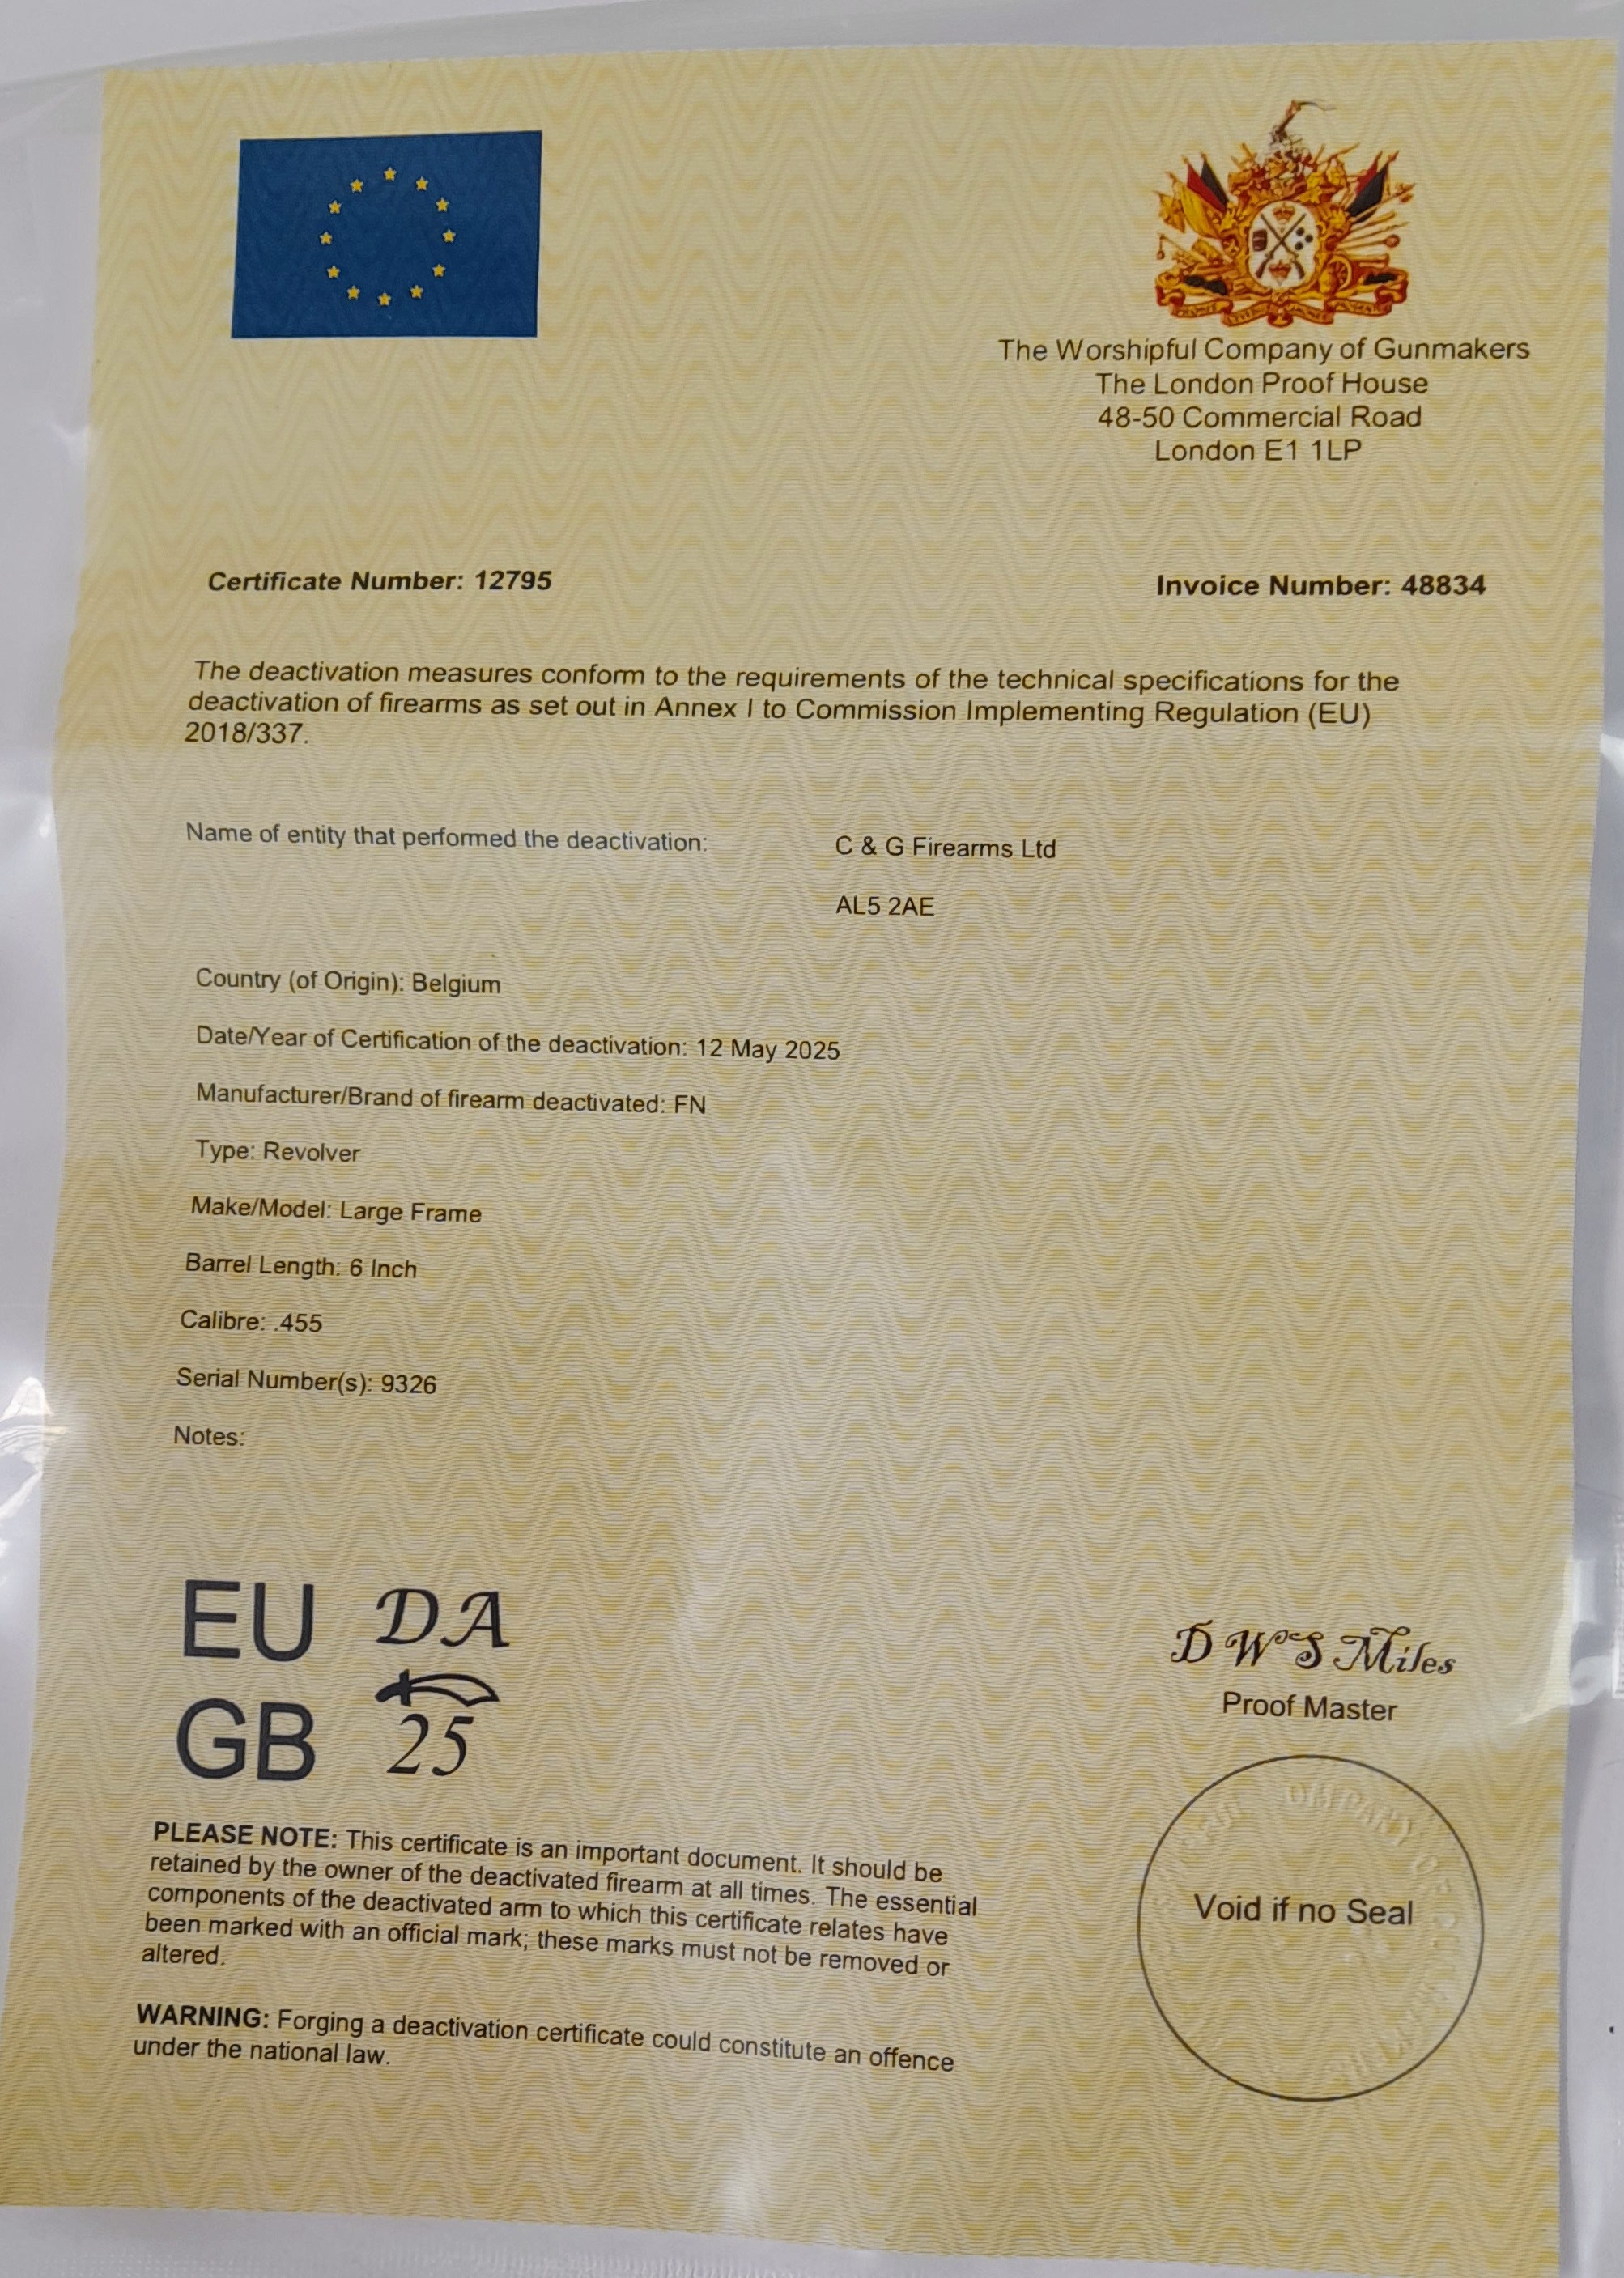 The Worshipful Company of Gunmakers
The London Proof House
48-50 Commercial Road
London E1 1LP
Certificate Number: 12795
Invoice Number: 48834
The deactivation measures conform to the requirements of the technical specifications for the
deactivation of firearms as set out in Annex I to Commission Implementing Regulation (EU)
2018/337.
Name of entity that performed the deactivation:
C & G Firearms Ltd
AL5 2AE
Country (of Origin): Belgium
Date/Year of Certification of the deactivation: 12 May 2025
Manufacturer/Brand of firearm deactivated: FN
Type: Revolver
Make/Model: Large Frame
Barrel Length: 6 Inch
Calibre: .455
Serial Number(s): 9326
Notes:
EU DA
GB 25
D W S Miles
Proof Master
PLEASE NOTE: This certificate is an important document. It should be
retained by the owner of the deactivated firearm at all times. The essential
components of the deactivated arm to which this certificate relates have
been marked with an official mark; these marks must not be removed or
altered.
OMPANY OF
Void if no Seal
WARNING: Forging a deactivation certificate could constitute an offence
under the national law.